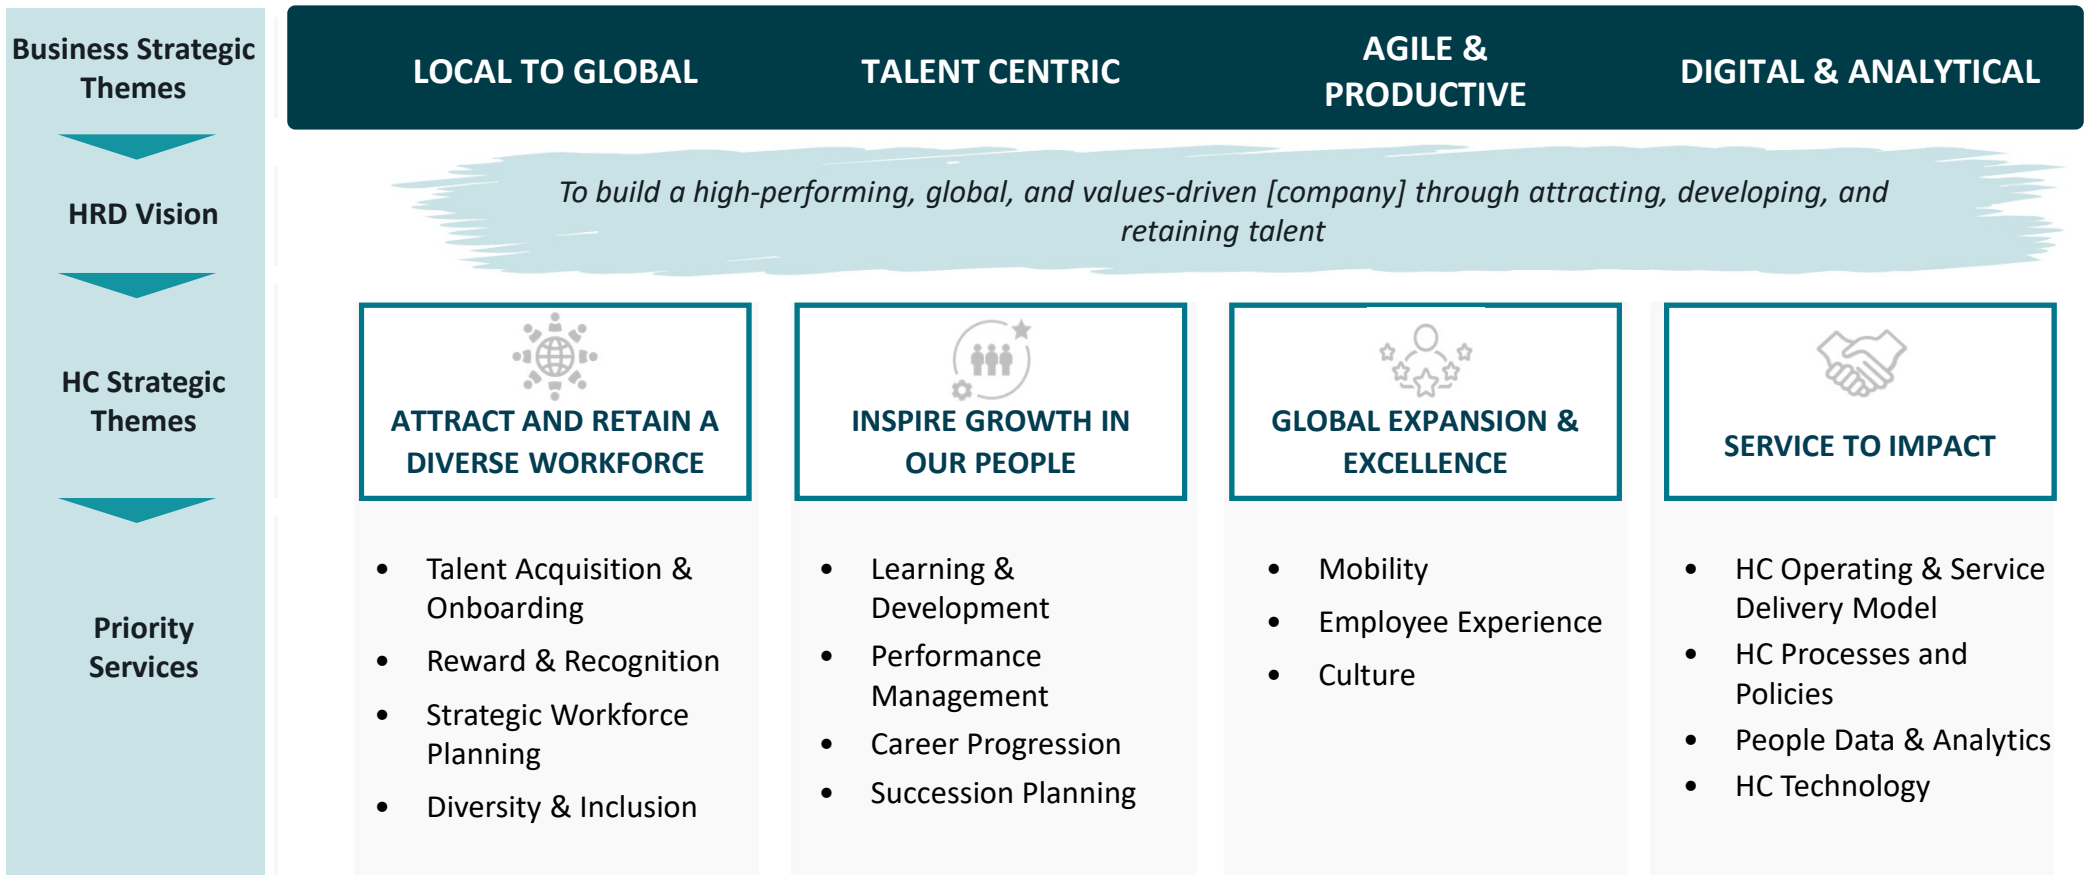 Business Strategic
Themes
LOCAL TO GLOBAL
TALENT CENTRIC
AGILE &
PRODUCTIVE
DIGITAL & ANALYTICAL
HRD Vision
To build a high-performing, global, and values-driven [company] through attracting, developing, and
retaining talent
HC Strategic
Themes
ATTRACT AND RETAIN A
DIVERSE WORKFORCE
INSPIRE GROWTH IN
OUR PEOPLE
GLOBAL EXPANSION &
EXCELLENCE
SERVICE TO IMPACT
Priority
Services
• Talent Acquisition &
Onboarding
• Reward & Recognition
• Strategic Workforce
Planning
• Diversity & Inclusion
• Learning &
Development
• Performance
Management
• Career Progression
• Succession Planning
• Mobility
• Employee Experience
• Culture
• HC Operating & Service
Delivery Model
• HC Processes and
Policies
• People Data & Analytics
• HC Technology